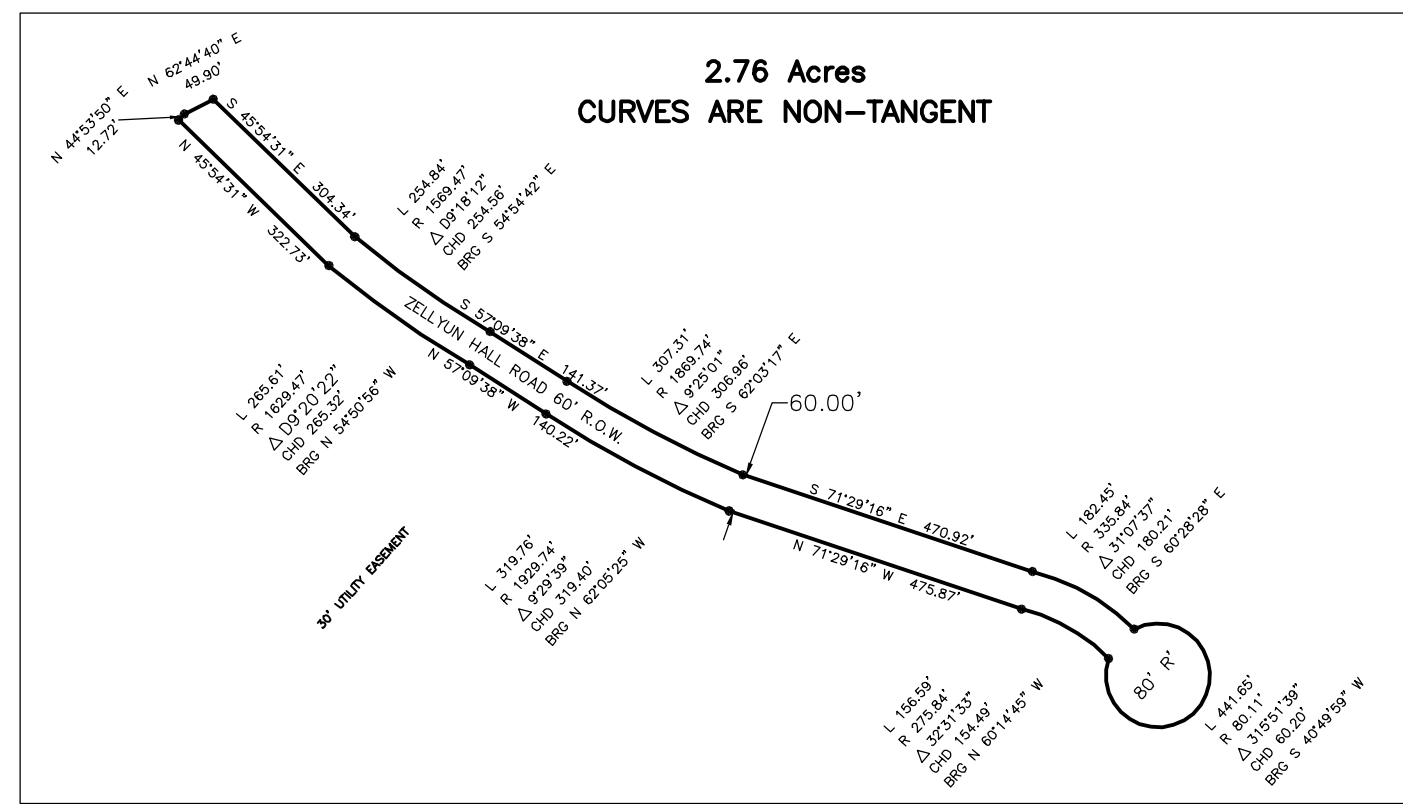 2.76 Acres
CURVES ARE NON-TANGENT
N 62°44'40" E
49.90'
N 44°53'50" E
12.72'
S 45°54'31" E 304.34'
N 45°54'31" W 322.73'
L 254.84'
R 1569.47'
△ D9°18'12"
CHD 254.56'
BRG S 54°54'42" E
S 57°09'38" E 141.37'
ZELLYUN HALL ROAD 60' R.O.W.
N 57°09'38" W 140.22'
L 265.61'
R 1629.47'
△ D9°20'22"
CHD 265.32'
BRG N 54°50'56" W
L 307.31'
R 1869.74'
△ 9°25'01"
CHD 306.96'
BRG S 62°03'17" E
60.00'
30' UTILITY EASEMENT
L 319.76'
R 1929.74'
△ 9°29'39"
CHD 319.40'
BRG N 62°05'25" W
S 71°29'16" E 470.92'
N 71°29'16" W 475.87'
L 182.45'
R 335.84'
△ 31°07'37"
CHD 180.21'
BRG S 60°28'28" E
80' R'
L 156.59'
R 275.84'
△ 32°31'33"
CHD 154.49'
BRG N 60°14'45" W
L 441.65'
R 80.11'
△ 315°51'39"
CHD 60.20'
BRG S 40°49'59" W